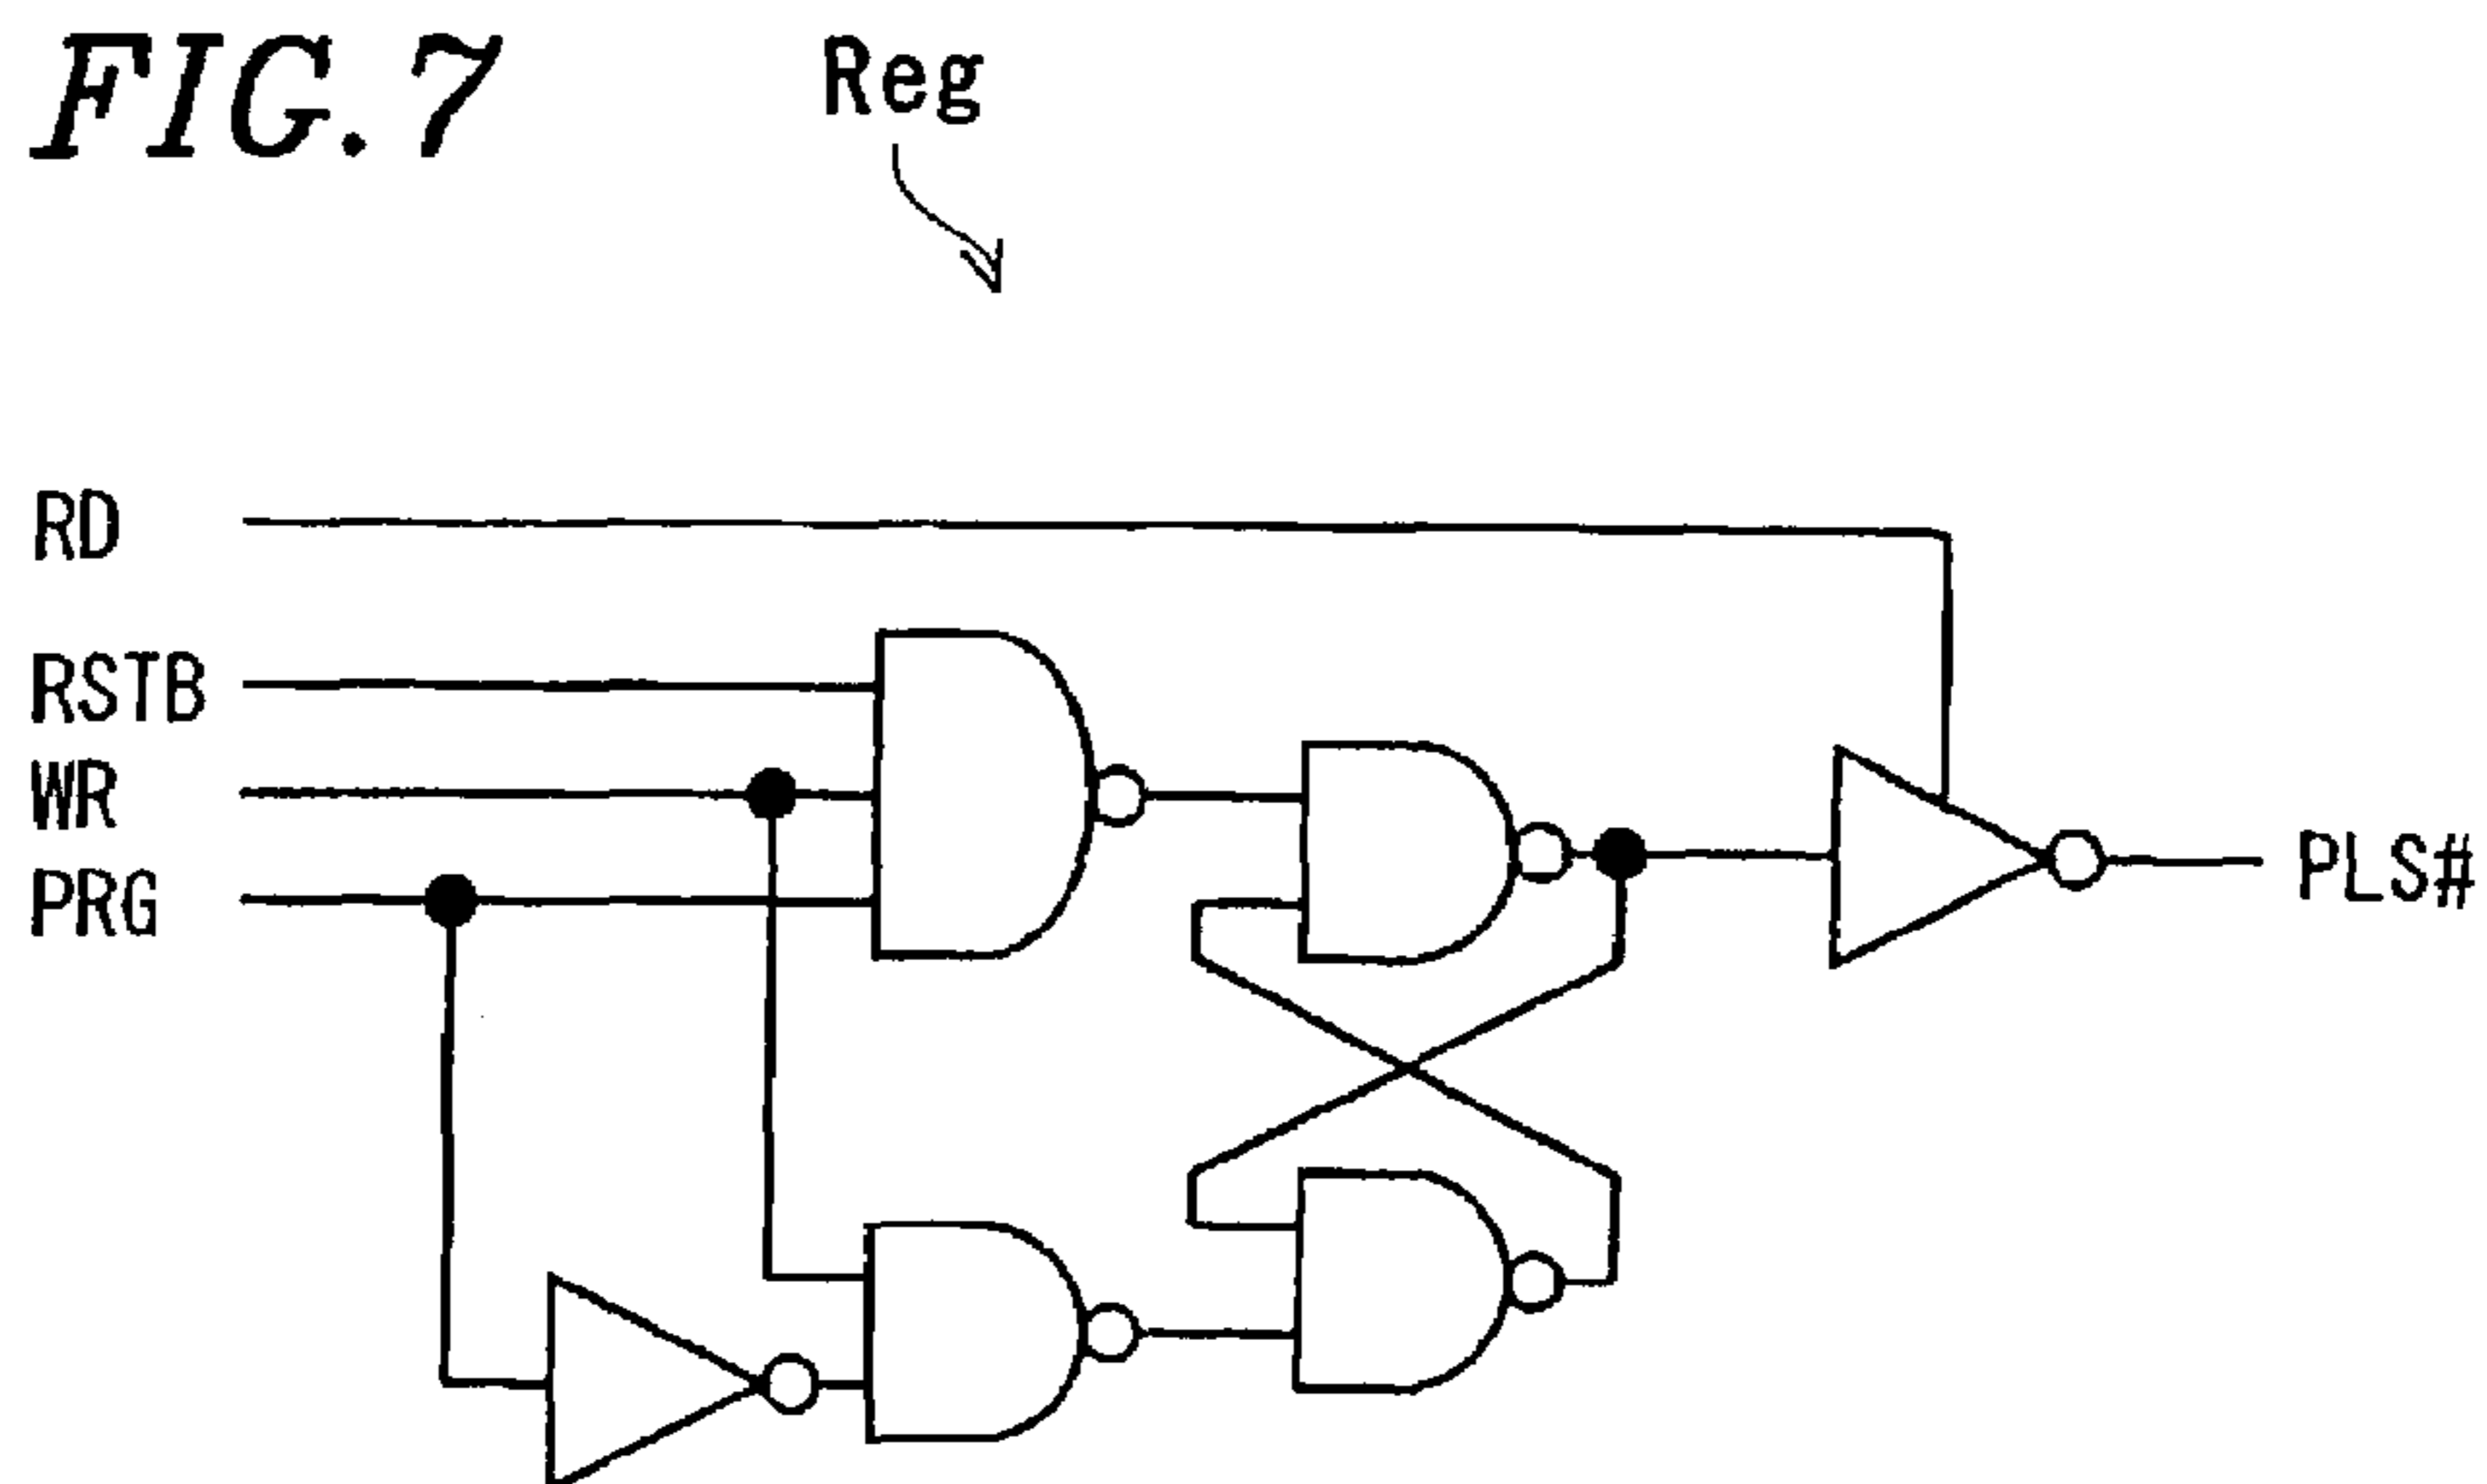 FIG. 7
Reg
RD
RSTB
WR
PRG
PLS#